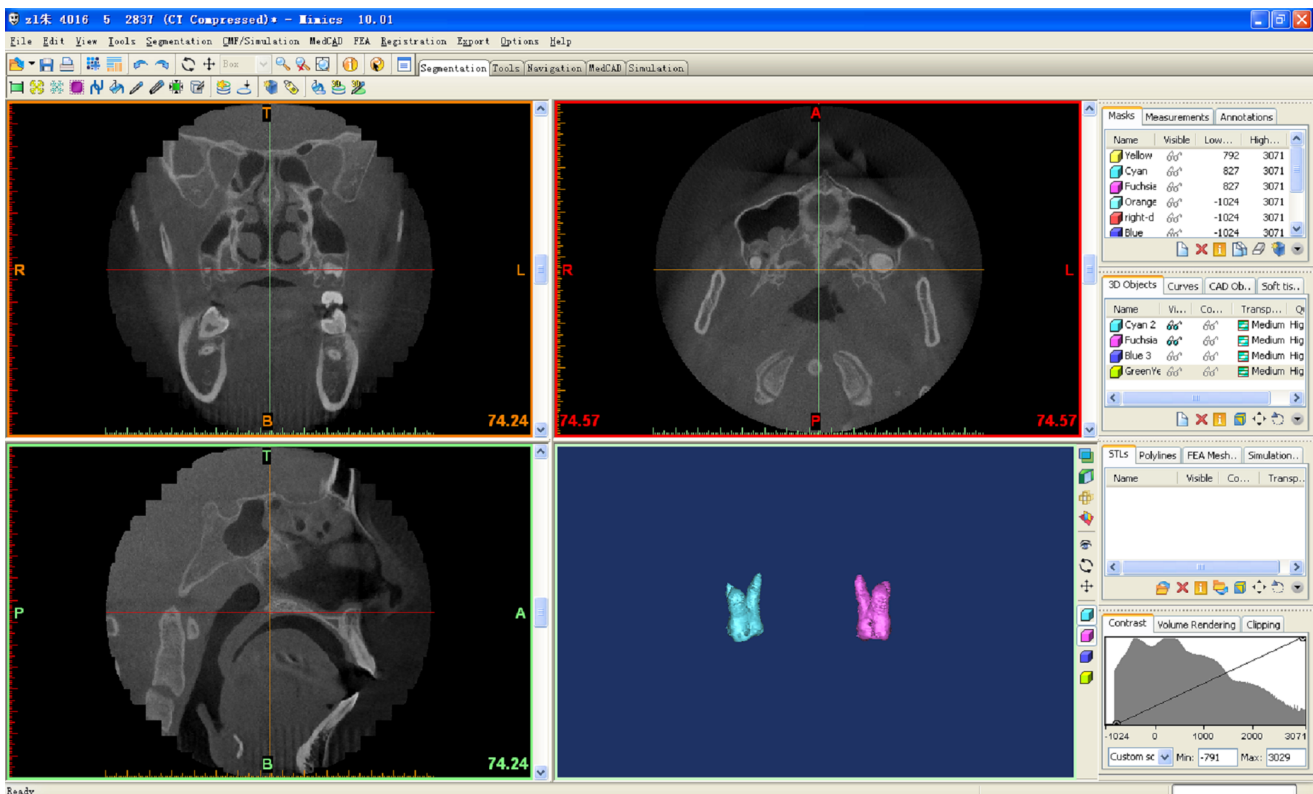 zl朱 4016 5 2837 (CT Compressed)* - Mimics 10.01
File Edit View Tools Segmentation CMF/Simulation MedCAD FEA Registration Export Options Help
Box
Segmentation Tools Navigation MedCAD Simulation
T
R
L
B
74.24
A
R
L
P
74.57
74.57
T
P
A
B
74.24
Masks Measurements Annotations
Name Visible Low... High...
Yellow 792 3071
Cyan 827 3071
Fuchsia 827 3071
Orange -1024 3071
right-d -1024 3071
Blue -1024 3071
3D Objects Curves CAD Ob.. Soft tis..
Name Vi... Co... Transp... Qu
Cyan 2 Medium Hig
Fuchsia Medium Hig
Blue 3 Medium Hig
GreenYe Medium Hig
STLs Polylines FEA Mesh.. Simulation..
Name Visible Co... Transp..
Contrast Volume Rendering Clipping
-1024 0 1000 2000 3071
Custom sc Min: -791 Max: 3029
Ready